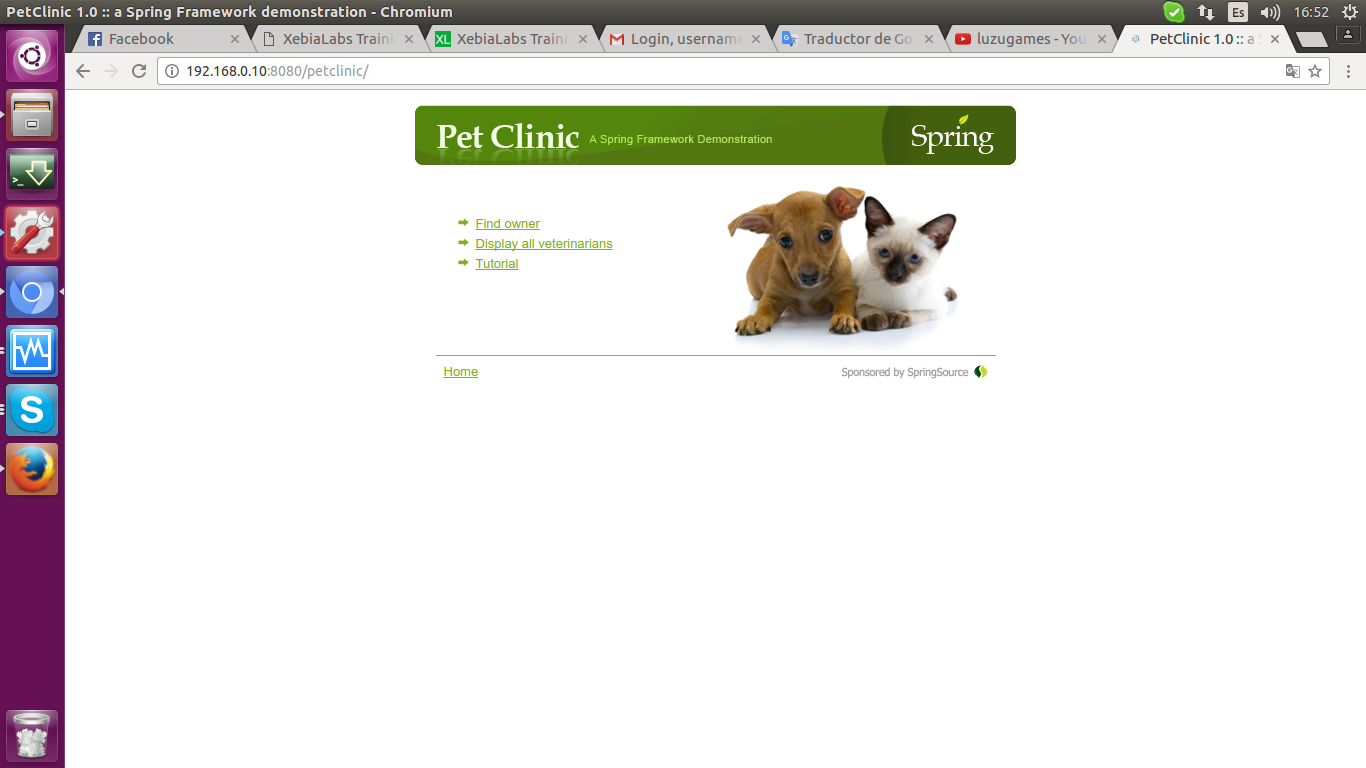 PetClinic 1.0 :: a Spring Framework demonstration - Chromium
Es
16:52
Facebook
XebiaLabs Traini
XL
XebiaLabs Traini
Login, username
Traductor de Go
luzugames - You
PetClinic 1.0 :: a
192.168.0.10:8080/petclinic/
Pet Clinic
A Spring Framework Demonstration
Spring
Find owner
Display all veterinarians
Tutorial
Home
Sponsored by SpringSource
>_
S